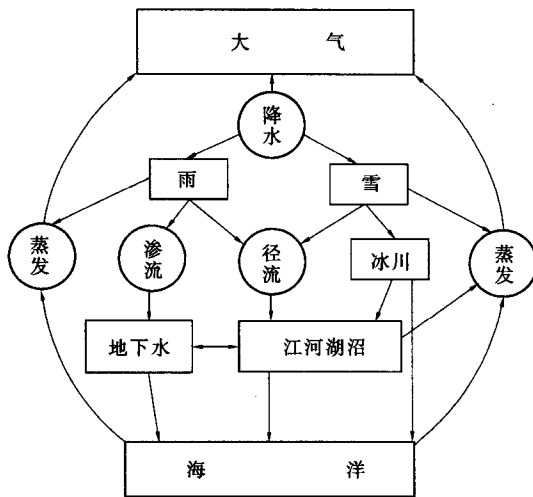 大 气
降水
雨
雪
蒸发
渗流
径流
冰川
蒸发
地下水
江河湖沼
海 洋